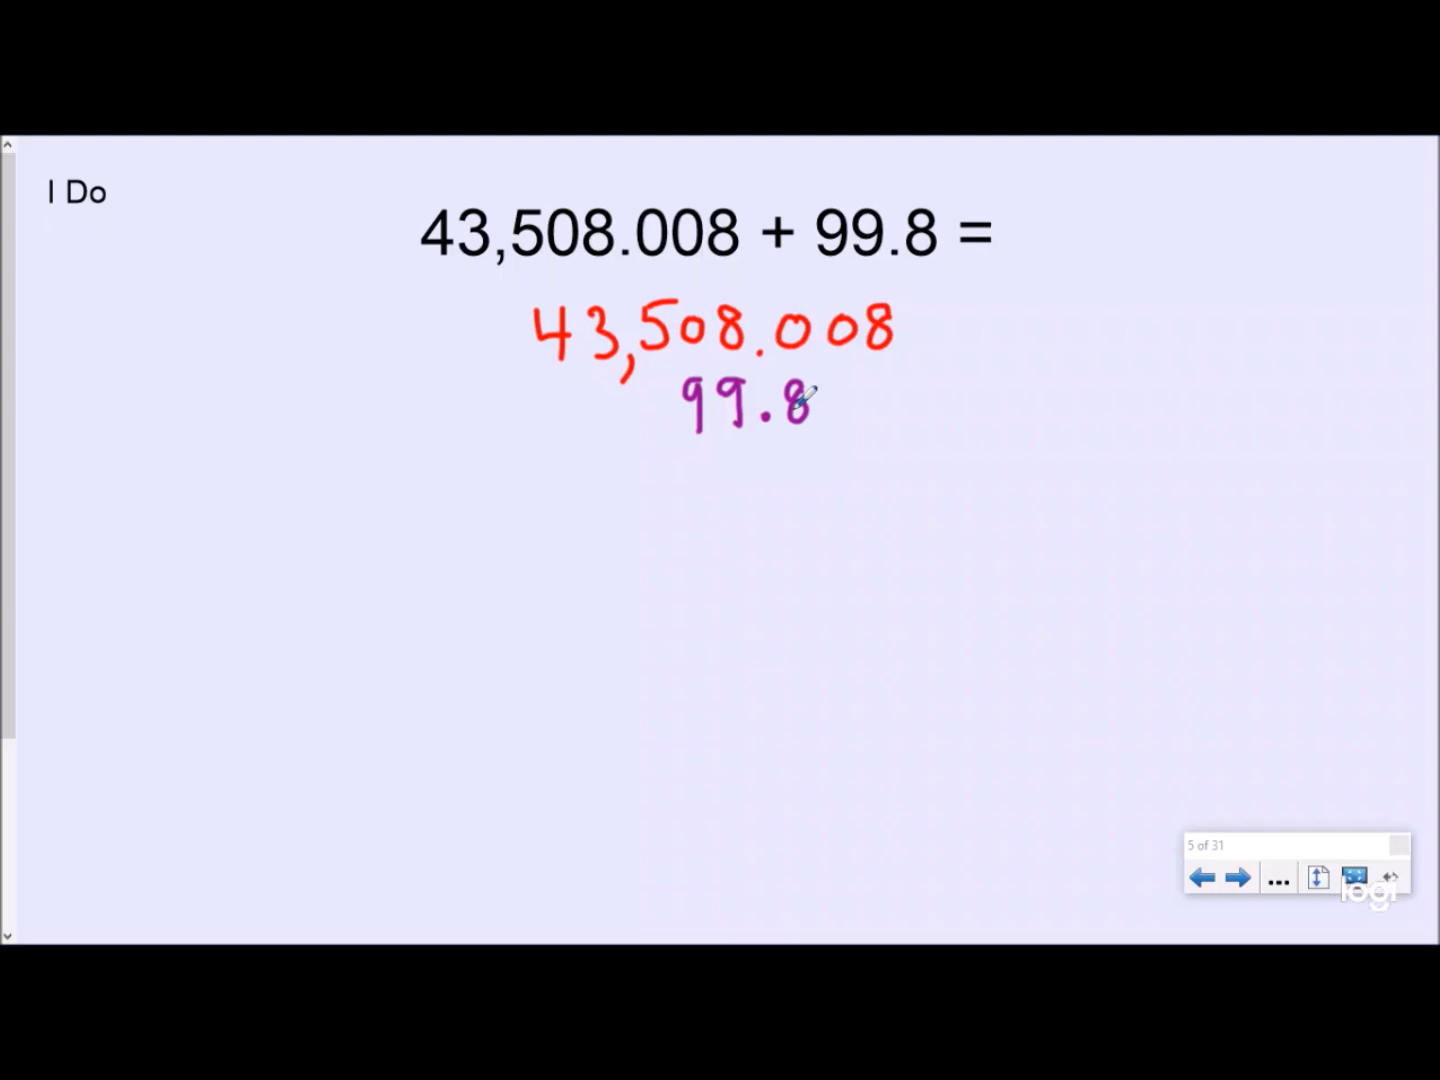 I Do
43,508.008 + 99.8 =
43,508.008
99.8
5 of 31
...
logi